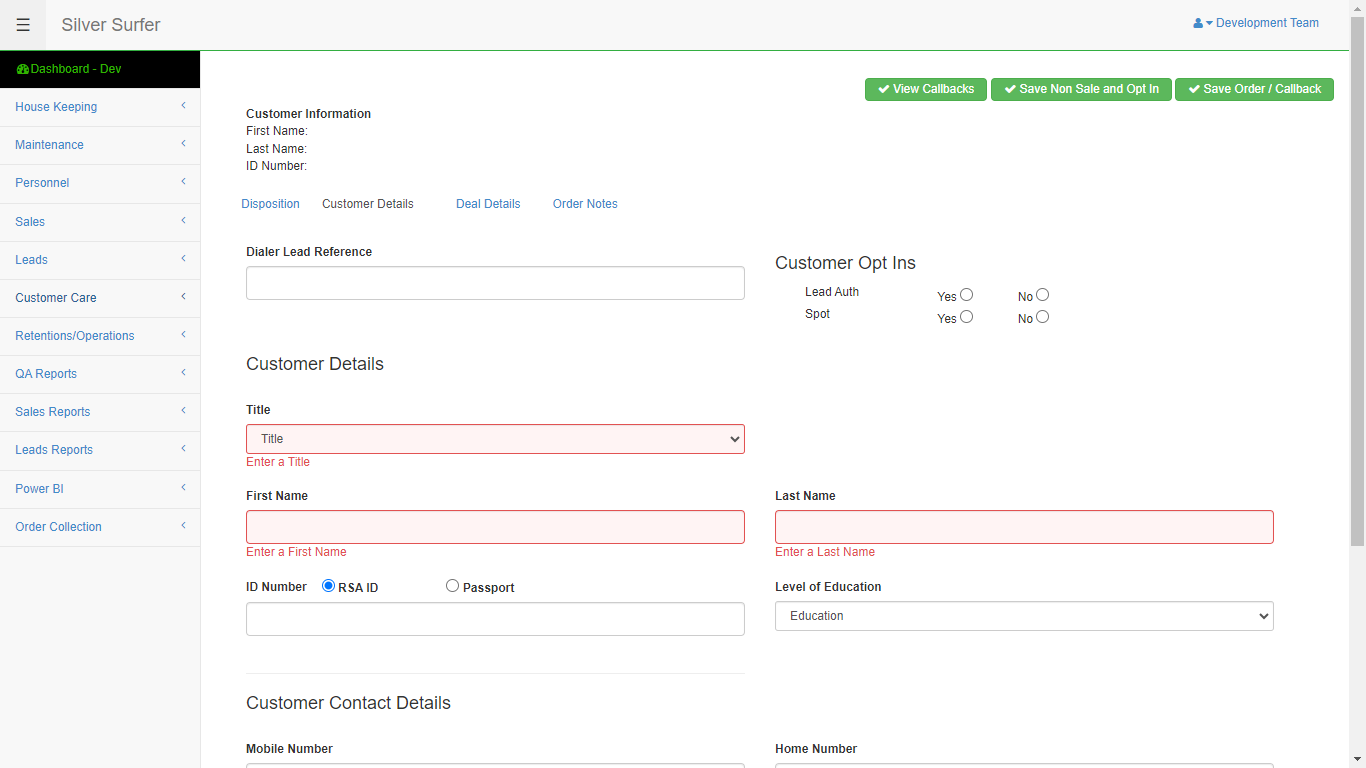 ☰ Silver Surfer
Development Team
Dashboard - Dev
House Keeping
Maintenance
Personnel
Sales
Leads
Customer Care
Retentions/Operations
QA Reports
Sales Reports
Leads Reports
Power BI
Order Collection
View Callbacks Save Non Sale and Opt In Save Order / Callback
Customer Information
First Name:
Last Name:
ID Number:
Disposition Customer Details Deal Details Order Notes
Dialer Lead Reference
Customer Opt Ins
Lead Auth Yes No
Spot Yes No
Customer Details
Title
Title
Enter a Title
First Name Last Name
Enter a First Name Enter a Last Name
ID Number RSA ID Passport Level of Education
Education
Customer Contact Details
Mobile Number Home Number